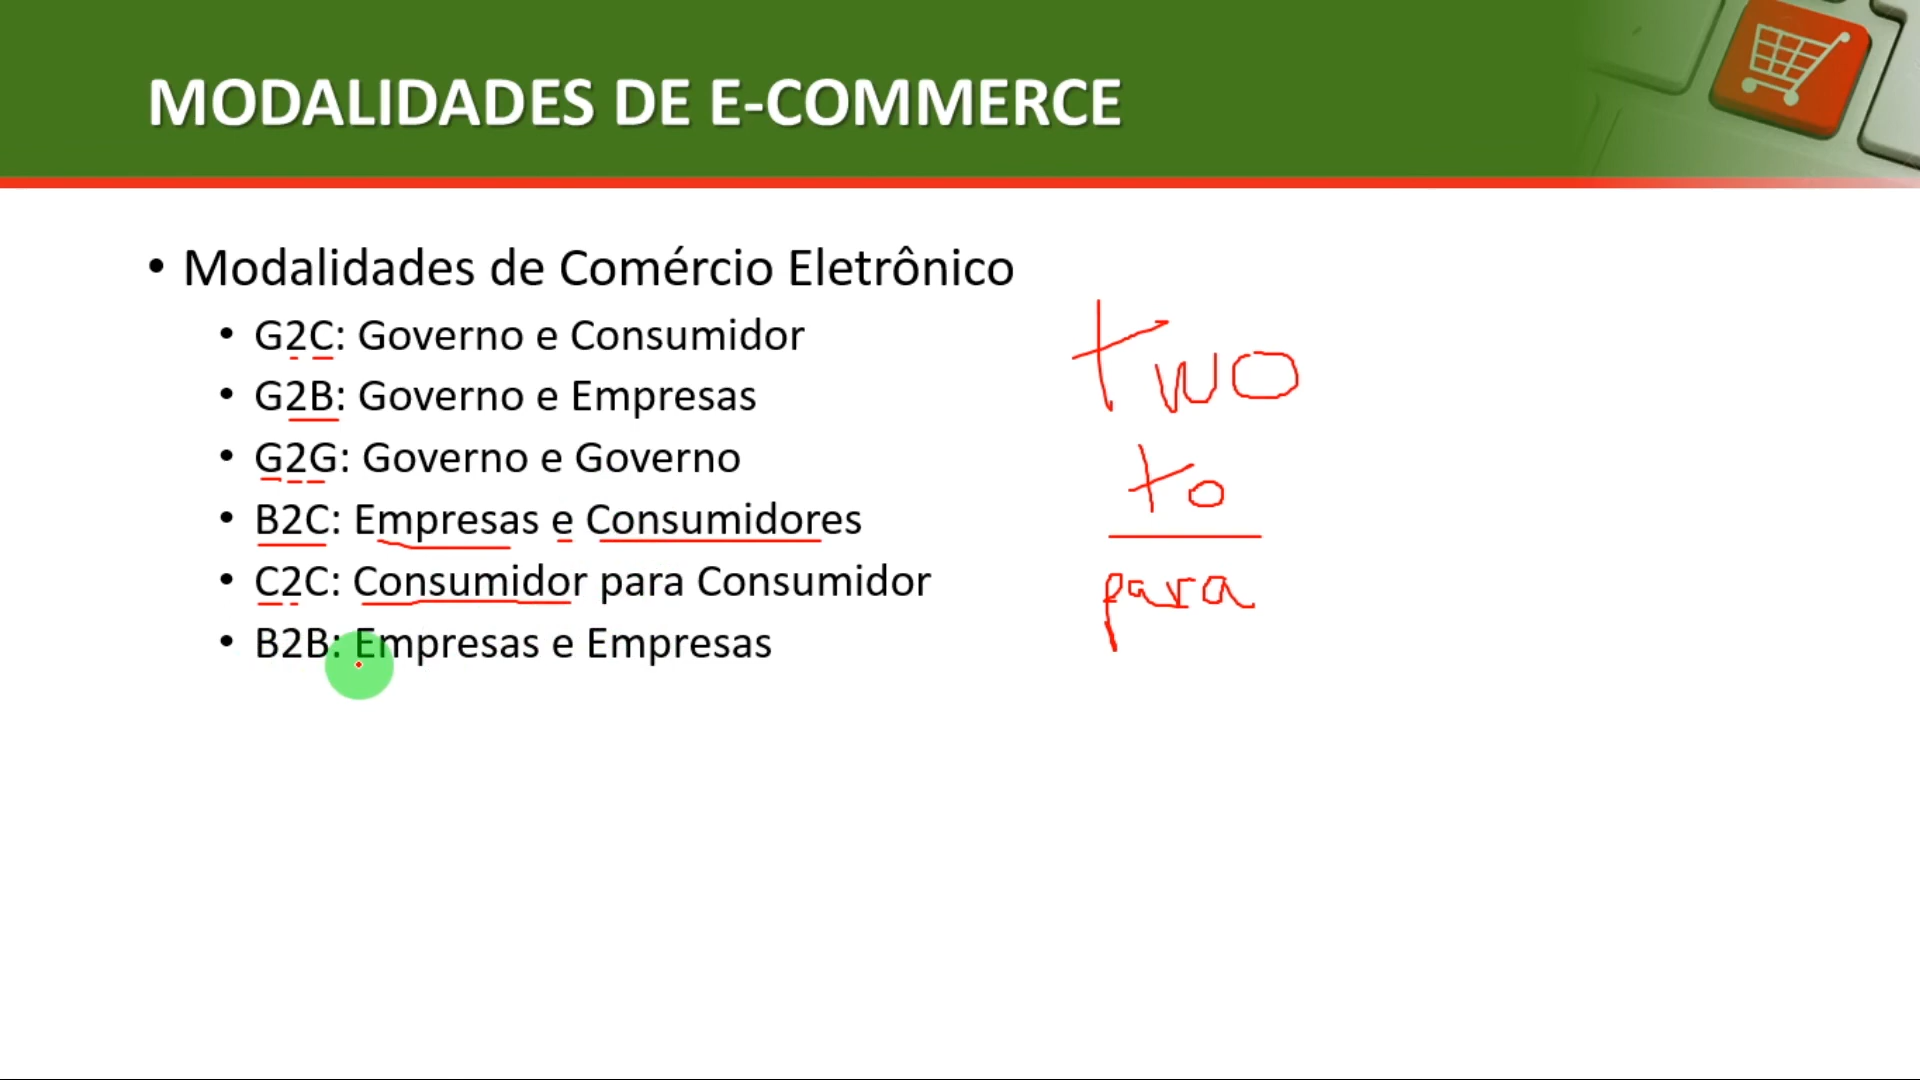 MODALIDADES DE E-COMMERCE
• Modalidades de Comércio Eletrônico
• G2C: Governo e Consumidor
• G2B: Governo e Empresas
• G2G: Governo e Governo
• B2C: Empresas e Consumidores
• C2C: Consumidor para Consumidor
• B2B: Empresas e Empresas
two
to
para